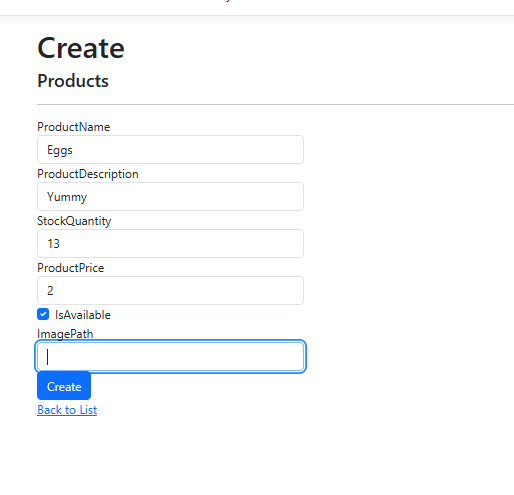 Create
Products
ProductName
Eggs
ProductDescription
Yummy
StockQuantity
13
ProductPrice
2
IsAvailable
ImagePath
Create
Back to List